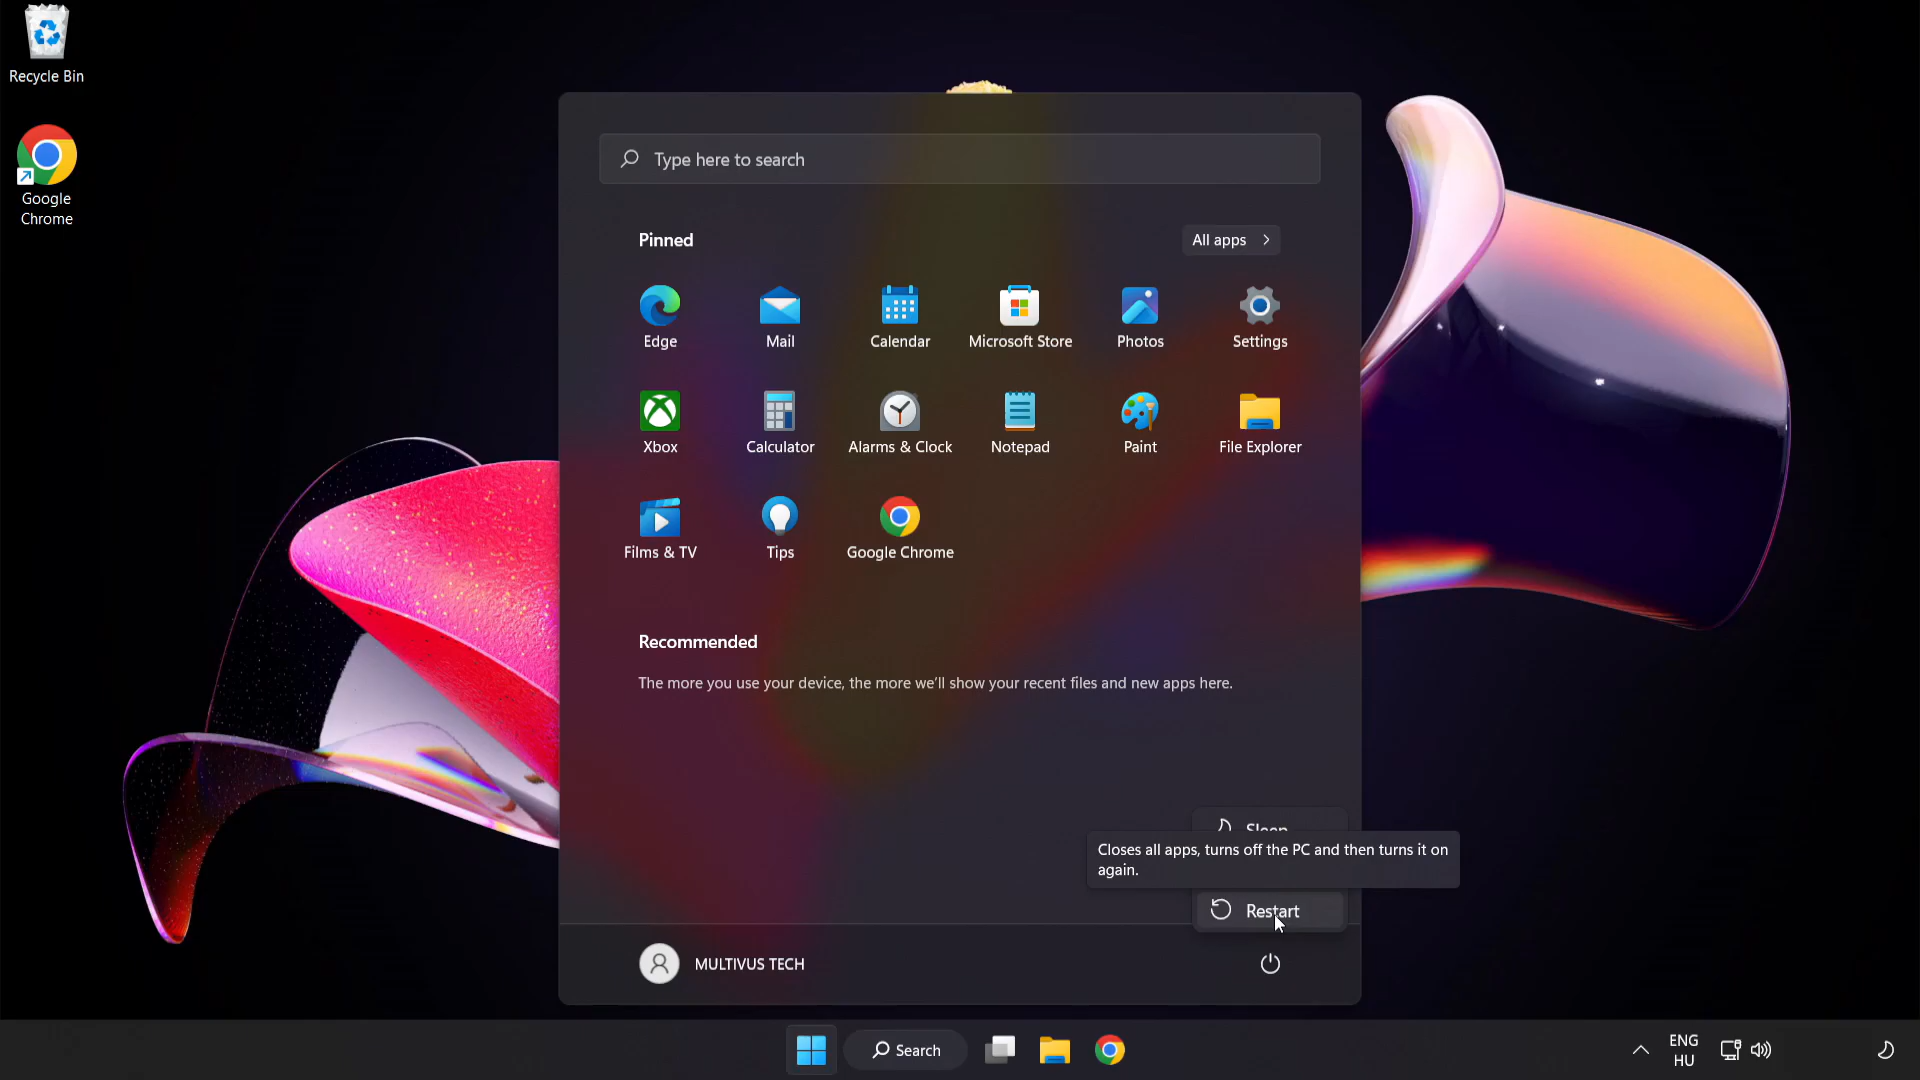 Recycle Bin
Google
Chrome
Type here to search
Pinned
All apps
Edge
Mail
Calendar
Microsoft Store
Photos
Settings
Xbox
Calculator
Alarms & Clock
Notepad
Paint
File Explorer
Films & TV
Tips
Google Chrome
Recommended
The more you use your device, the more we'll show your recent files and new apps here.
Sleep
Closes all apps, turns off the PC and then turns it on
again.
Restart
MULTIVUS TECH
Search
ENG
HU